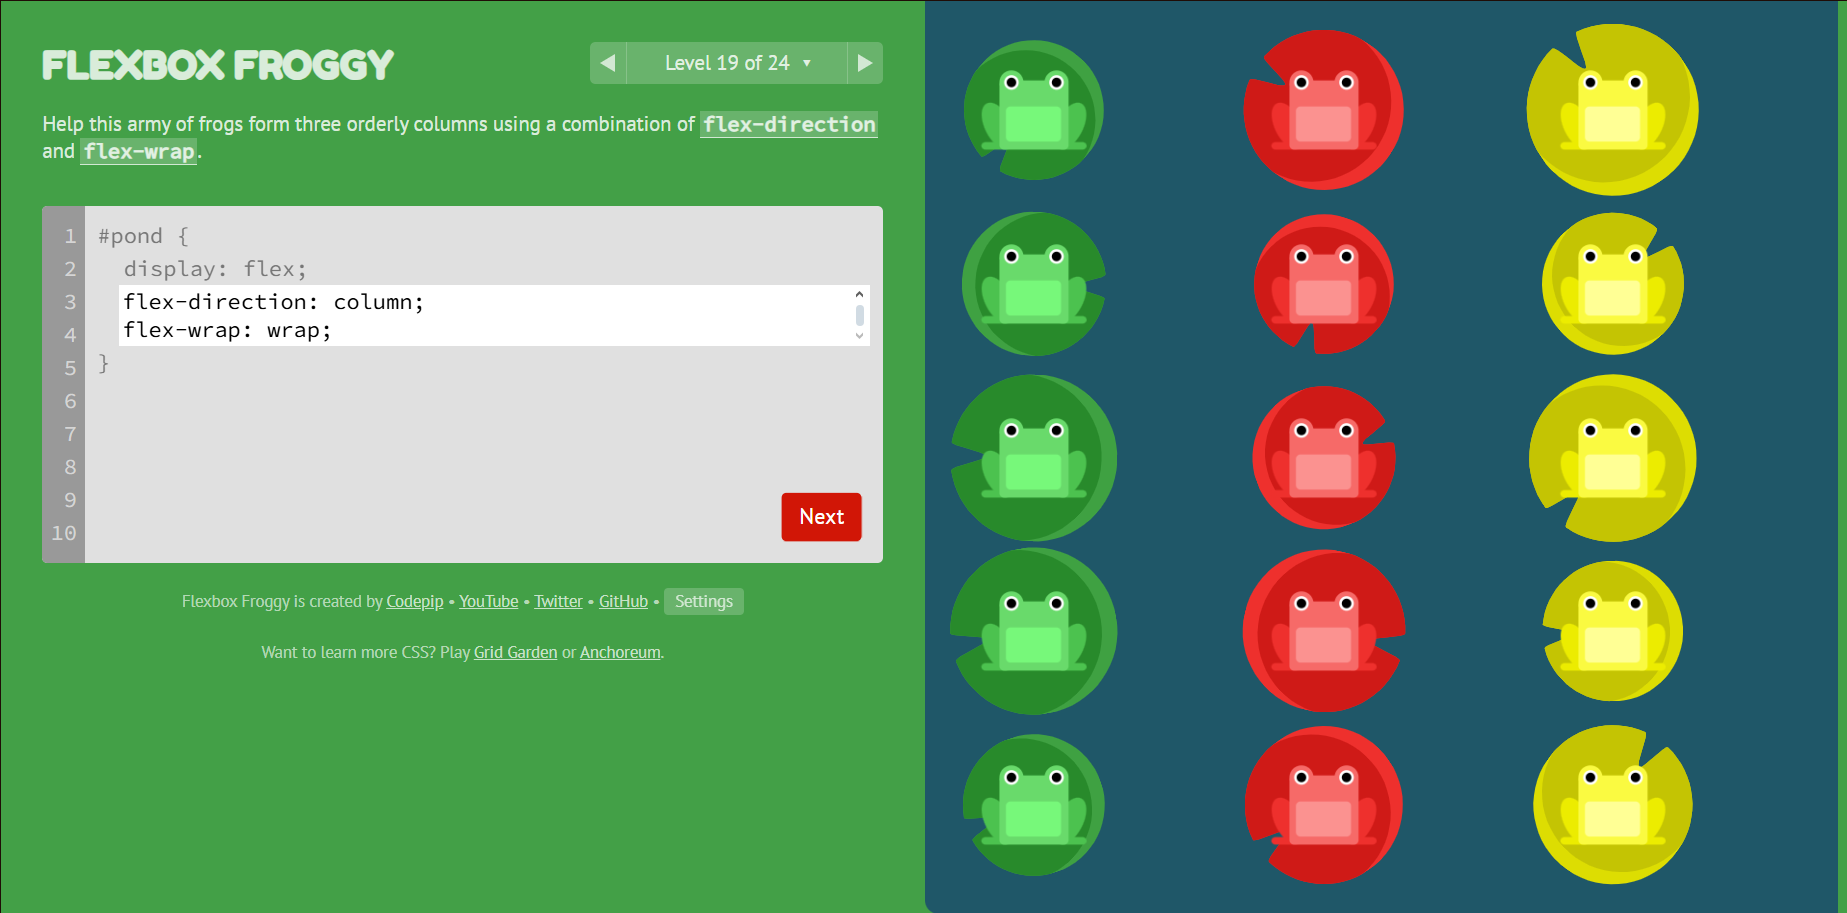 FLEXBOX FROGGY
Level 19 of 24
Help this army of frogs form three orderly columns using a combination of flex-direction
and flex-wrap.
1 #pond {
2 display: flex;
3 flex-direction: column;
4 flex-wrap: wrap;
5 }
6
7
8
9
10
Next
Flexbox Froggy is created by Codepip • YouTube • Twitter • GitHub • Settings
Want to learn more CSS? Play Grid Garden or Anchoreum.